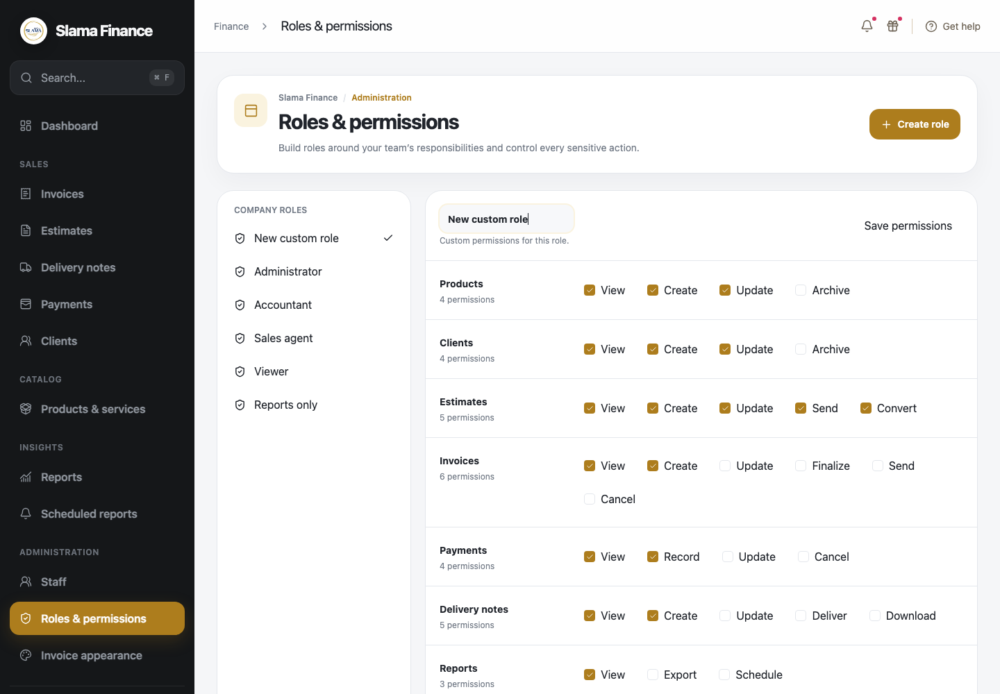 SLAMA
Slama Finance
Search...
⌘ F
Dashboard
SALES
Invoices
Estimates
Delivery notes
Payments
Clients
CATALOG
Products & services
INSIGHTS
Reports
Scheduled reports
ADMINISTRATION
Staff
Roles & permissions
Invoice appearance
Finance > Roles & permissions
Get help
Slama Finance / Administration
Roles & permissions
Build roles around your team's responsibilities and control every sensitive action.
+ Create role
COMPANY ROLES
New custom role
Administrator
Accountant
Sales agent
Viewer
Reports only
New custom role
Custom permissions for this role.
Save permissions
Products
4 permissions
View Create Update Archive
Clients
4 permissions
View Create Update Archive
Estimates
5 permissions
View Create Update Send Convert
Invoices
6 permissions
View Create Update Finalize Send
Cancel
Payments
4 permissions
View Record Update Cancel
Delivery notes
5 permissions
View Create Update Deliver Download
Reports
3 permissions
View Export Schedule